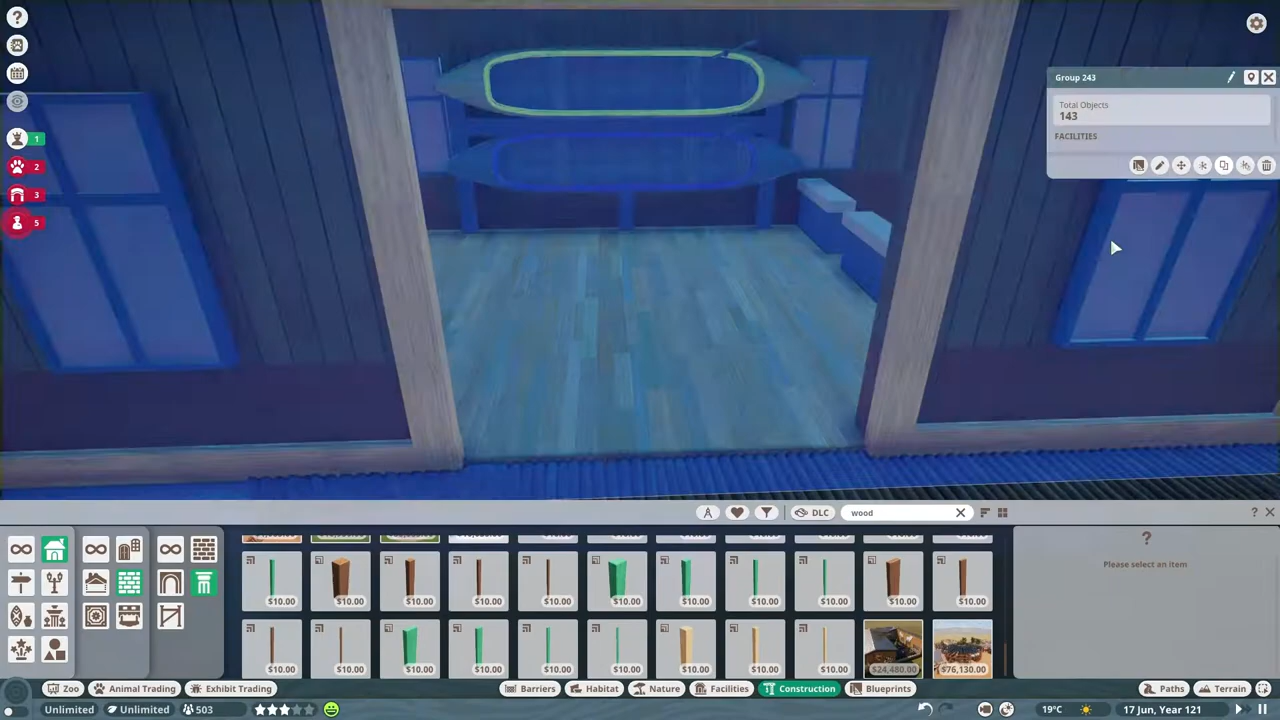 ?
Group 243
Total Objects
143
FACILITIES
1
2
3
5
DLC
wood
?
?
Please select an item
$10.00 $10.00 $10.00 $10.00 $10.00 $10.00 $10.00 $10.00 $10.00 $10.00 $10.00
$10.00 $10.00 $10.00 $10.00 $10.00 $10.00 $10.00 $10.00 $10.00 $24,480.00 $76,130.00
Zoo Animal Trading Exhibit Trading Barriers Habitat Nature Facilities Construction Blueprints Paths Terrain
Unlimited Unlimited 503 19°C 17 Jun, Year 121